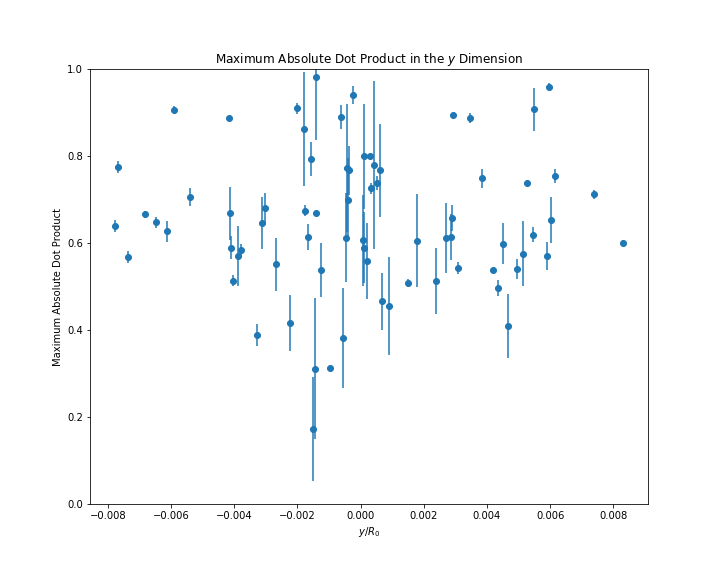 Maximum Absolute Dot Product in the y Dimension
1.0
0.8
0.6
0.4
0.2
0.0
Maximum Absolute Dot Product
−0.008 −0.006 −0.004 −0.002 0.000 0.002 0.004 0.006 0.008
y/R₀